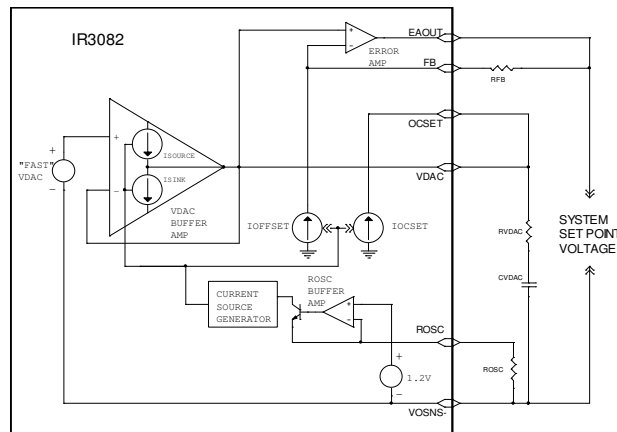 IR3082
EAOUT
+
−
ERROR
AMP
FB
RFB
OCSET
+
ISOURCE
+
"FAST"
VDAC
−
VDAC
−
ISINK
VDAC
BUFFER
AMP
IOFFSET
IOCSET
RVDAC
SYSTEM
SET POINT
VOLTAGE
CVDAC
CURRENT
SOURCE
GENERATOR
ROSC
BUFFER
AMP
+
−
ROSC
+
1.2V
−
ROSC
VOSNS-